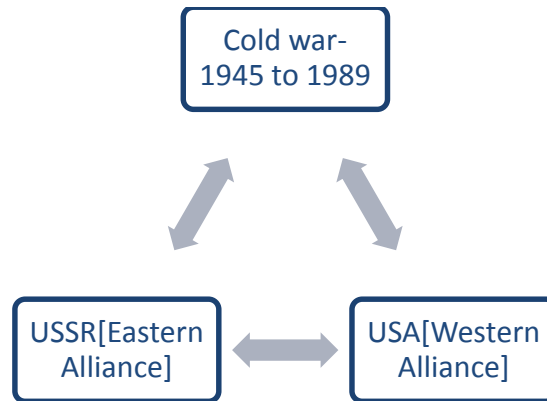 Cold war-
1945 to 1989
USSR[Eastern
Alliance]
USA[Western
Alliance]